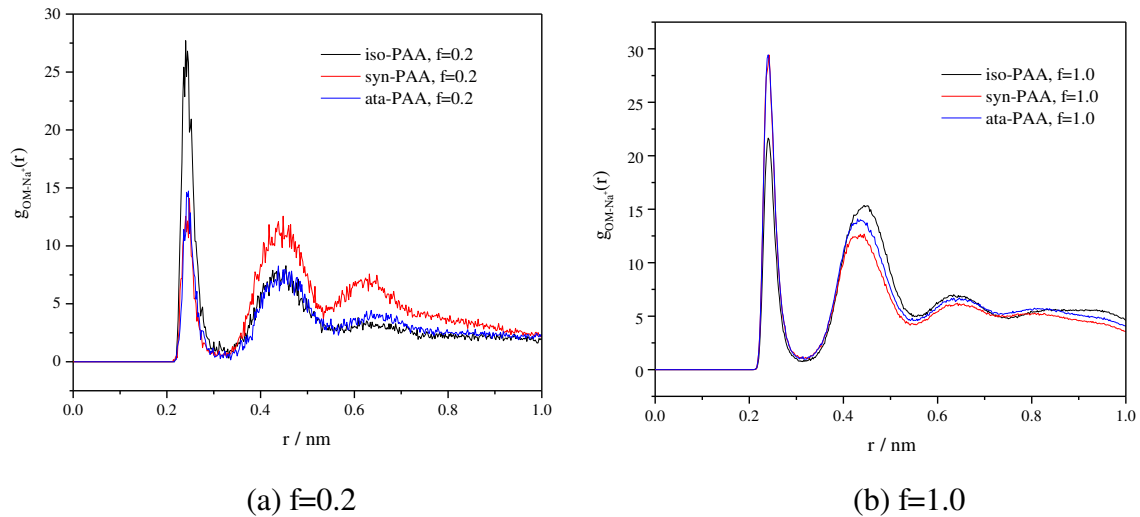 30
25
20
15
10
5
0
g_OM-Na⁺(r)
iso-PAA, f=0.2
syn-PAA, f=0.2
ata-PAA, f=0.2
0.0 0.2 0.4 0.6 0.8 1.0
r / nm
(a) f=0.2
30
25
20
15
10
5
0
g_OM-Na⁺(r)
iso-PAA, f=1.0
syn-PAA, f=1.0
ata-PAA, f=1.0
0.0 0.2 0.4 0.6 0.8 1.0
r / nm
(b) f=1.0